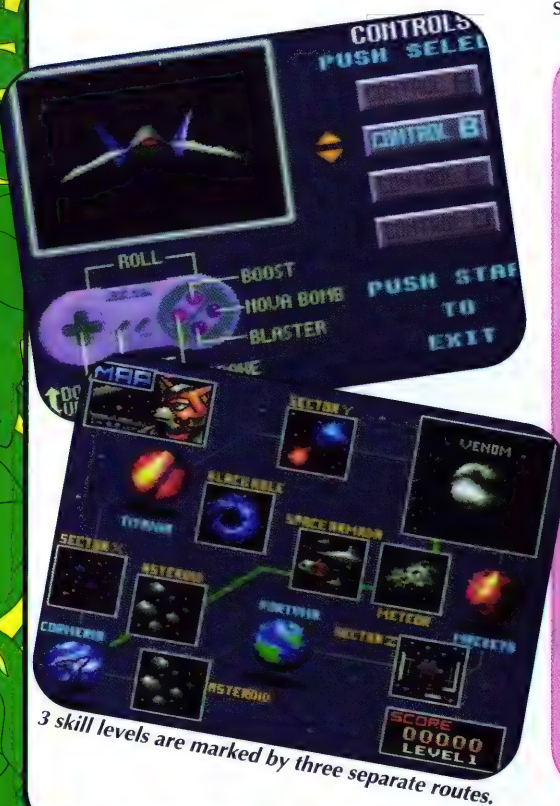 CONTROLS
PUSH SELE
CONTROL B
ROLL
BOOST
NOVA BOMB
BLASTER
PUSH STAR
TO
EXIT
MAP
SECTOR Y
VENOM
TITANIA
BLACK HOLE
SPACE ARMADA
SECTOR X
ASTEROID
METEOR
FORTUNA
SECTOR Z
MACBETH
CORNERIA
ASTEROID
SCORE
00000
LEVEL 1
3 skill levels are marked by three separate routes.